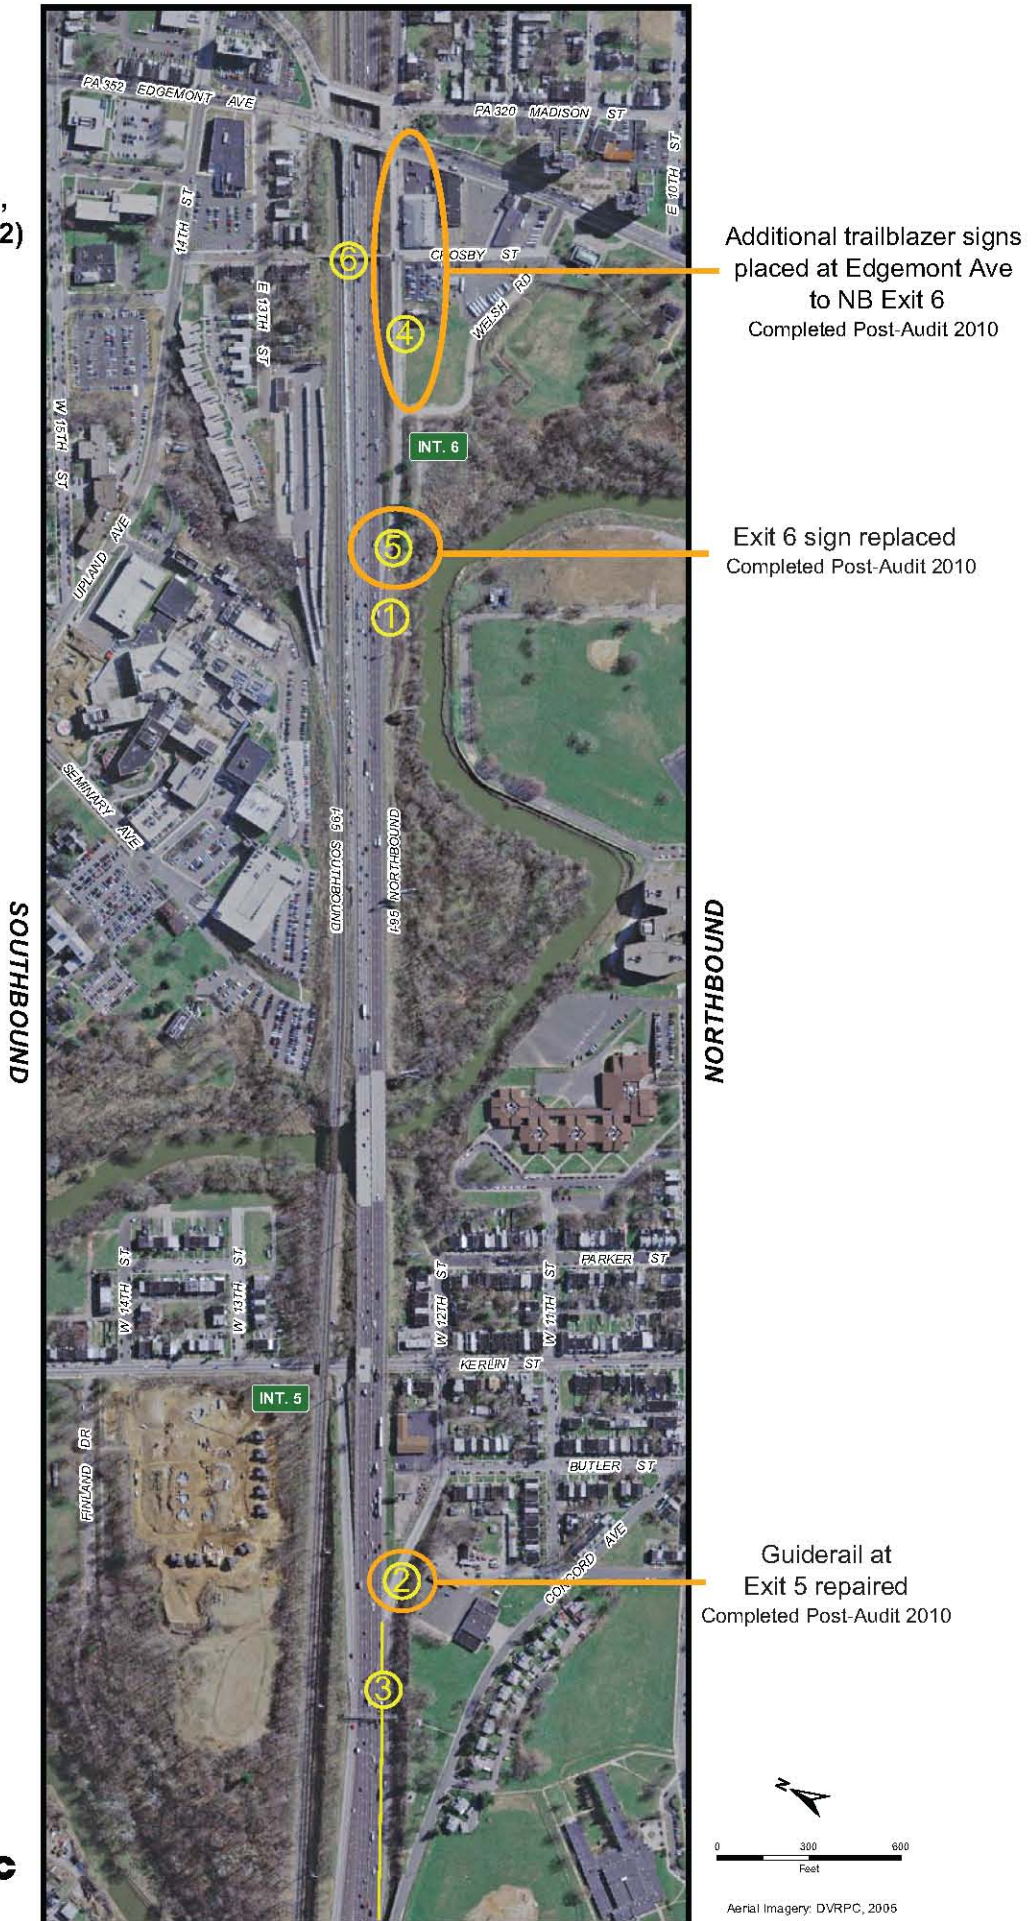 ,
2)
PA 352 EDGEMONT AVE
PA 320 MADISON ST
E 10TH ST
14TH ST
6
CROSBY ST
WELSH RD
E 13TH ST
4
Additional trailblazer signs
placed at Edgemont Ave
to NB Exit 6
Completed Post-Audit 2010
W 15TH ST
INT. 6
UPLAND AVE
5
Exit 6 sign replaced
Completed Post-Audit 2010
1
SEMINARY AVE
I-95 SOUTHBOUND
I-95 NORTHBOUND
SOUTHBOUND
NORTHBOUND
W 14TH ST
W 13TH ST
W 12TH ST
W 11TH ST
PARKER ST
KERLIN ST
INT. 5
FINLAND DR
BUTLER ST
CONCORD AVE
2
Guiderail at
Exit 5 repaired
Completed Post-Audit 2010
3
N
0 300 600
Feet
c
Aerial Imagery: DVRPC, 2005